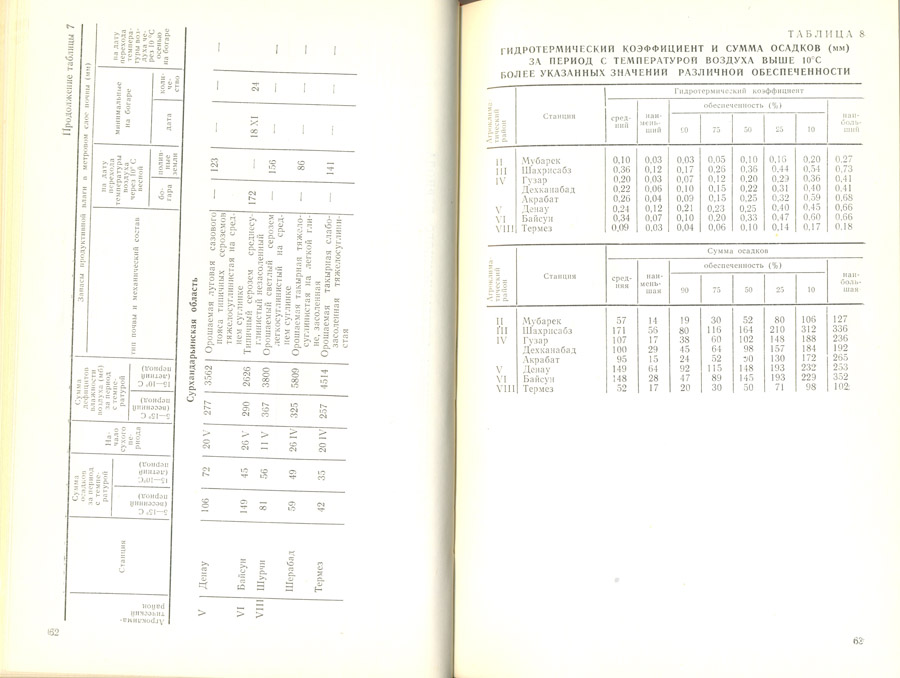 Продолжение таблицы 7
Агроклиматический район
Станция
Сумма осадков за период с температурой
5—15° С (весенний период)
15—10°С (летний период)
Начало сухого периода
Сумма дефицитов влажности воздуха (мб) за период с температурой
5—15° С (весенний период)
15—10° С (летний период)
тип почвы и механический состав
Запасы продуктивной влаги в метровом слое почвы (мм)
на дату перехода температуры воздуха через 10° С весной
богара
поливные земли
минимальные на богаре
дата
количество
на дату перехода температуры воздуха через 10 °С осенью на богаре
Сурхандарьинская область
V Денау 106 72 20 V 277 3562 Орошаемая луговая сазового пояса типичных сероземов тяжелосуглинистая на среднем суглинке — 123 — — —
VI Байсун 149 45 26 V 290 2626 Типичный серозем среднесуглинистый незасоленный 172 — 18 XI 24 —
VIII Шурчи 81 56 11 V 367 3800 Орошаемый светлый серозем легкосуглинистый на среднем суглинке — 156 — — —
Шерабад 59 49 26 IV 325 5809 Орошаемая такырная тяжелосуглинистая на легкой глине, засоленная — 86 — — —
Термез 42 35 20 IV 257 4514 Орошаемая такырная слабозасоленная тяжелосуглинистая — 141 — — —
62
ТАБЛИЦА 8
ГИДРОТЕРМИЧЕСКИЙ КОЭФФИЦИЕНТ И СУММА ОСАДКОВ (мм)
ЗА ПЕРИОД С ТЕМПЕРАТУРОЙ ВОЗДУХА ВЫШЕ 10°С
БОЛЕЕ УКАЗАННЫХ ЗНАЧЕНИЙ РАЗЛИЧНОЙ ОБЕСПЕЧЕННОСТИ
Агроклиматический район
Станция
Гидротермический коэффициент
средний
наименьший
обеспеченность (%)
90 75 50 25 10
наибольший
II Мубарек 0,10 0,03 0,03 0,05 0,10 0,15 0,20 0,27
III Шахрисабз 0,36 0,12 0,17 0,26 0,36 0,44 0,54 0,73
IV Гузар 0,20 0,03 0,07 0,12 0,20 0,29 0,36 0,41
Дехканабад 0,22 0,06 0,10 0,15 0,22 0,31 0,40 0,41
Акрабат 0,26 0,04 0,09 0,15 0,25 0,32 0,59 0,68
V Денау 0,24 0,12 0,21 0,23 0,25 0,40 0,45 0,66
VI Байсун 0,34 0,07 0,10 0,20 0,33 0,47 0,60 0,66
VIII Термез 0,09 0,03 0,04 0,06 0,10 0,14 0,17 0,18
Агроклиматический район
Станция
Сумма осадков
средняя
наименьшая
обеспеченность (%)
90 75 50 25 10
наибольшая
II Мубарек 57 14 19 30 52 80 106 127
III Шахрисабз 171 56 80 116 164 210 312 336
IV Гузар 107 17 38 60 102 148 188 236
Дехканабад 100 29 45 64 98 157 184 192
Акрабат 95 15 24 52 90 130 172 265
V Денау 149 64 92 115 148 193 232 253
VI Байсун 148 28 47 89 145 193 229 352
VIII Термез 52 17 20 30 50 71 98 102
63